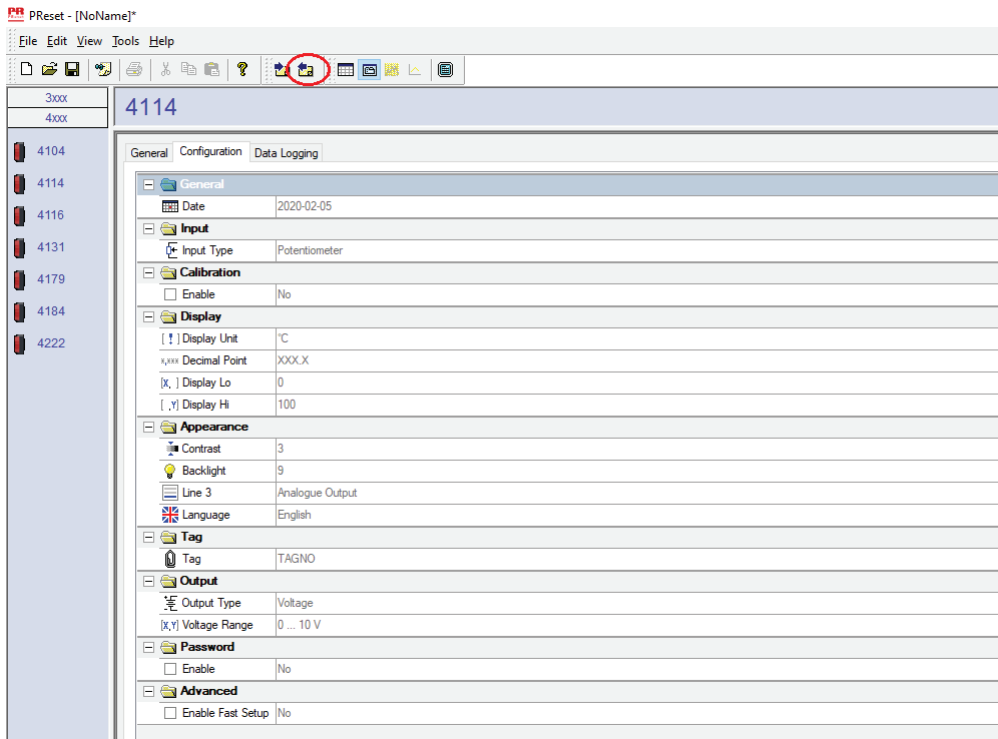 PR PReset - [NoName]*
File Edit View Tools Help
3xxx
4xxx
4114
4104
4114
4116
4131
4179
4184
4222
General Configuration Data Logging
General
Date 2020-02-05
Input
Input Type Potentiometer
Calibration
Enable No
Display
[ ! ] Display Unit °C
x,xxx Decimal Point XXX.X
[X, ] Display Lo 0
[ ,Y] Display Hi 100
Appearance
Contrast 3
Backlight 9
Line 3 Analogue Output
Language English
Tag
Tag TAGNO
Output
Output Type Voltage
[X,Y] Voltage Range 0 ... 10 V
Password
Enable No
Advanced
Enable Fast Setup No